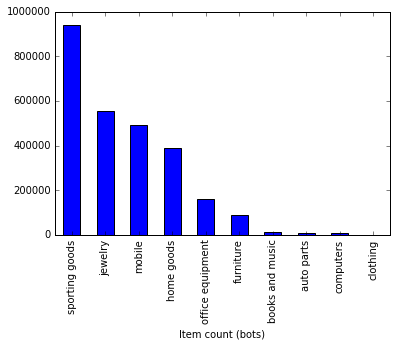 1000000
800000
600000
400000
200000
0
sporting goods
jewelry
mobile
home goods
office equipment
furniture
books and music
auto parts
computers
clothing
Item count (bots)